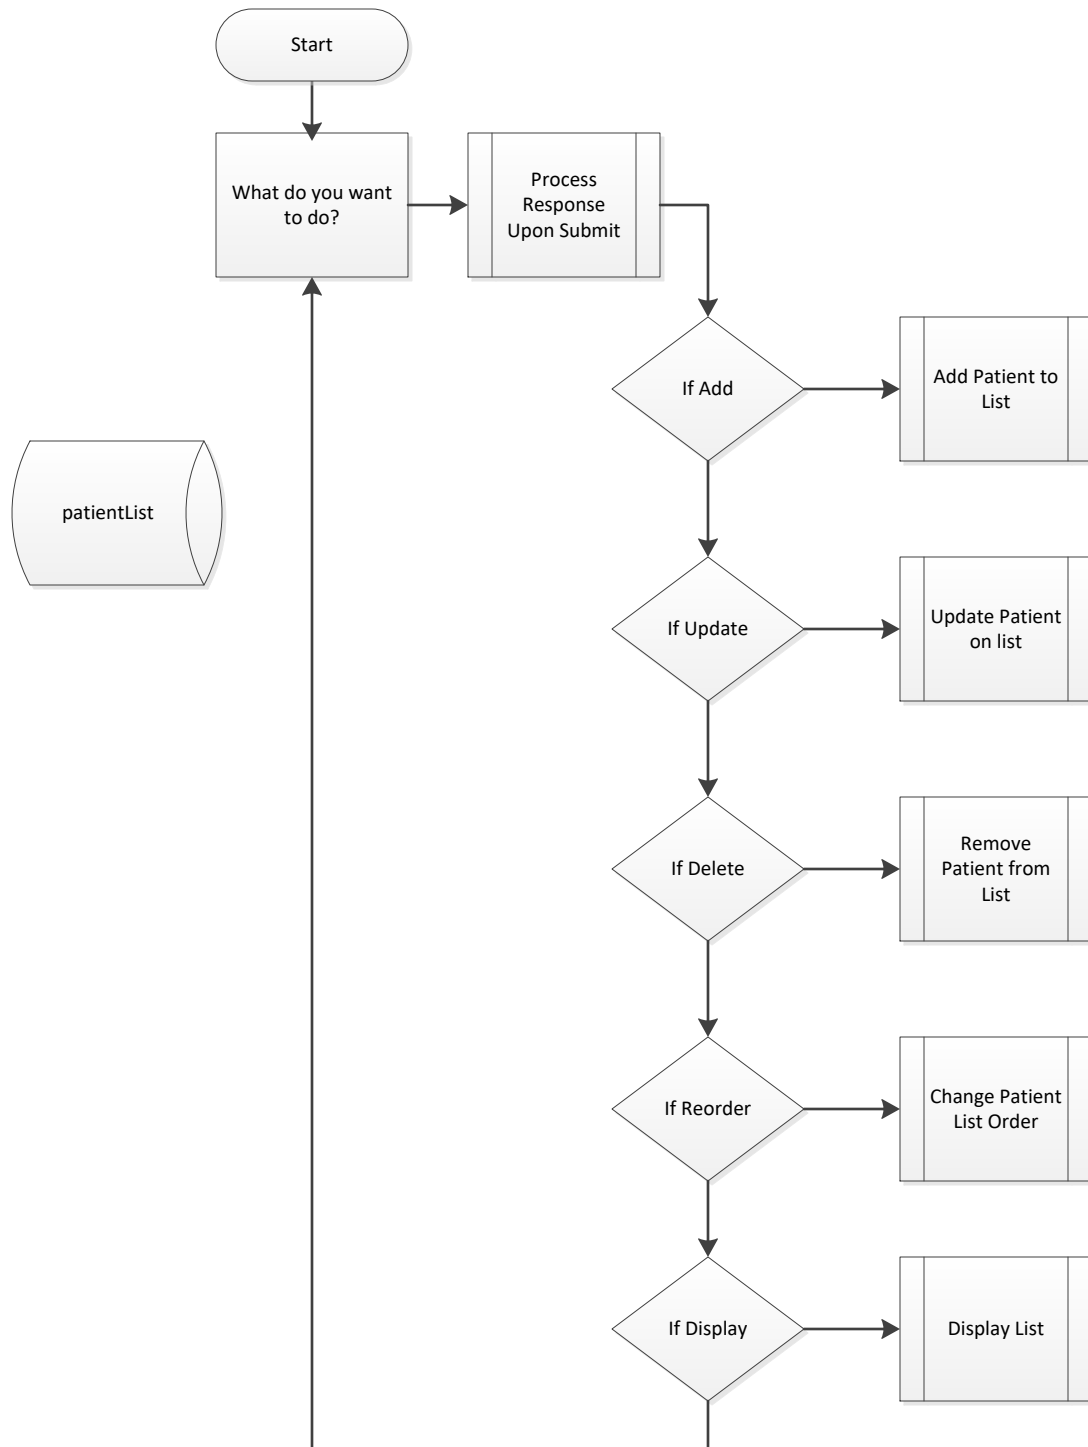 Start
What do you want
to do?
Process
Response
Upon Submit
If Add
Add Patient to
List
patientList
If Update
Update Patient
on list
If Delete
Remove
Patient from
List
If Reorder
Change Patient
List Order
If Display
Display List